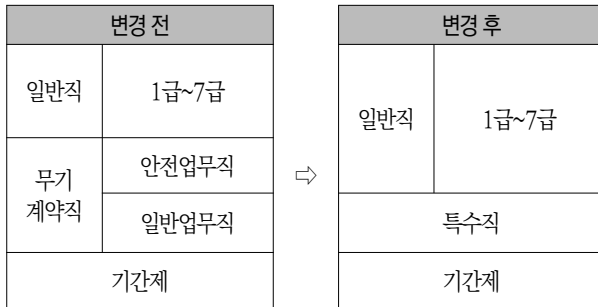 변경 전
일반직
1급~7급
무기
계약직
안전업무직
일반업무직
기간제
⇨
변경 후
일반직
1급~7급
특수직
기간제